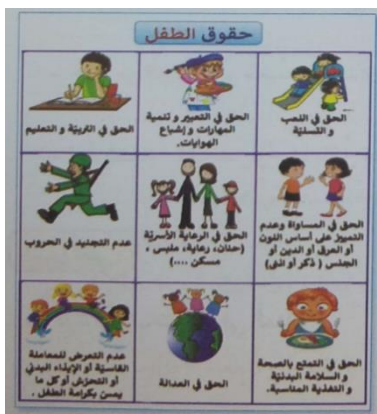 حقوق الطفل
الحق في اللعب
و التسلية
الحق في التعبير و تنمية
المهارات و إشباع
الهوايات.
الحق في التربية و التعليم
الحق في المساواة وعدم
التمييز على أساس اللون
أو العرق أو الدين أو
الجنس ( ذكر أو انثى)
الحق في الرعاية الأسرية
(حنان، رعاية، ملبس ،
مسكن ....)
عدم التجنيد في الحروب
الحق في التمتع بالصحة
و السلامة البدنية
و التغذية المناسبة.
الحق في العدالة
عدم التعرض للمعاملة
القاسية أو الإيذاء البدني
أو التحرش أو كل ما
يمس بكرامة الطفل .